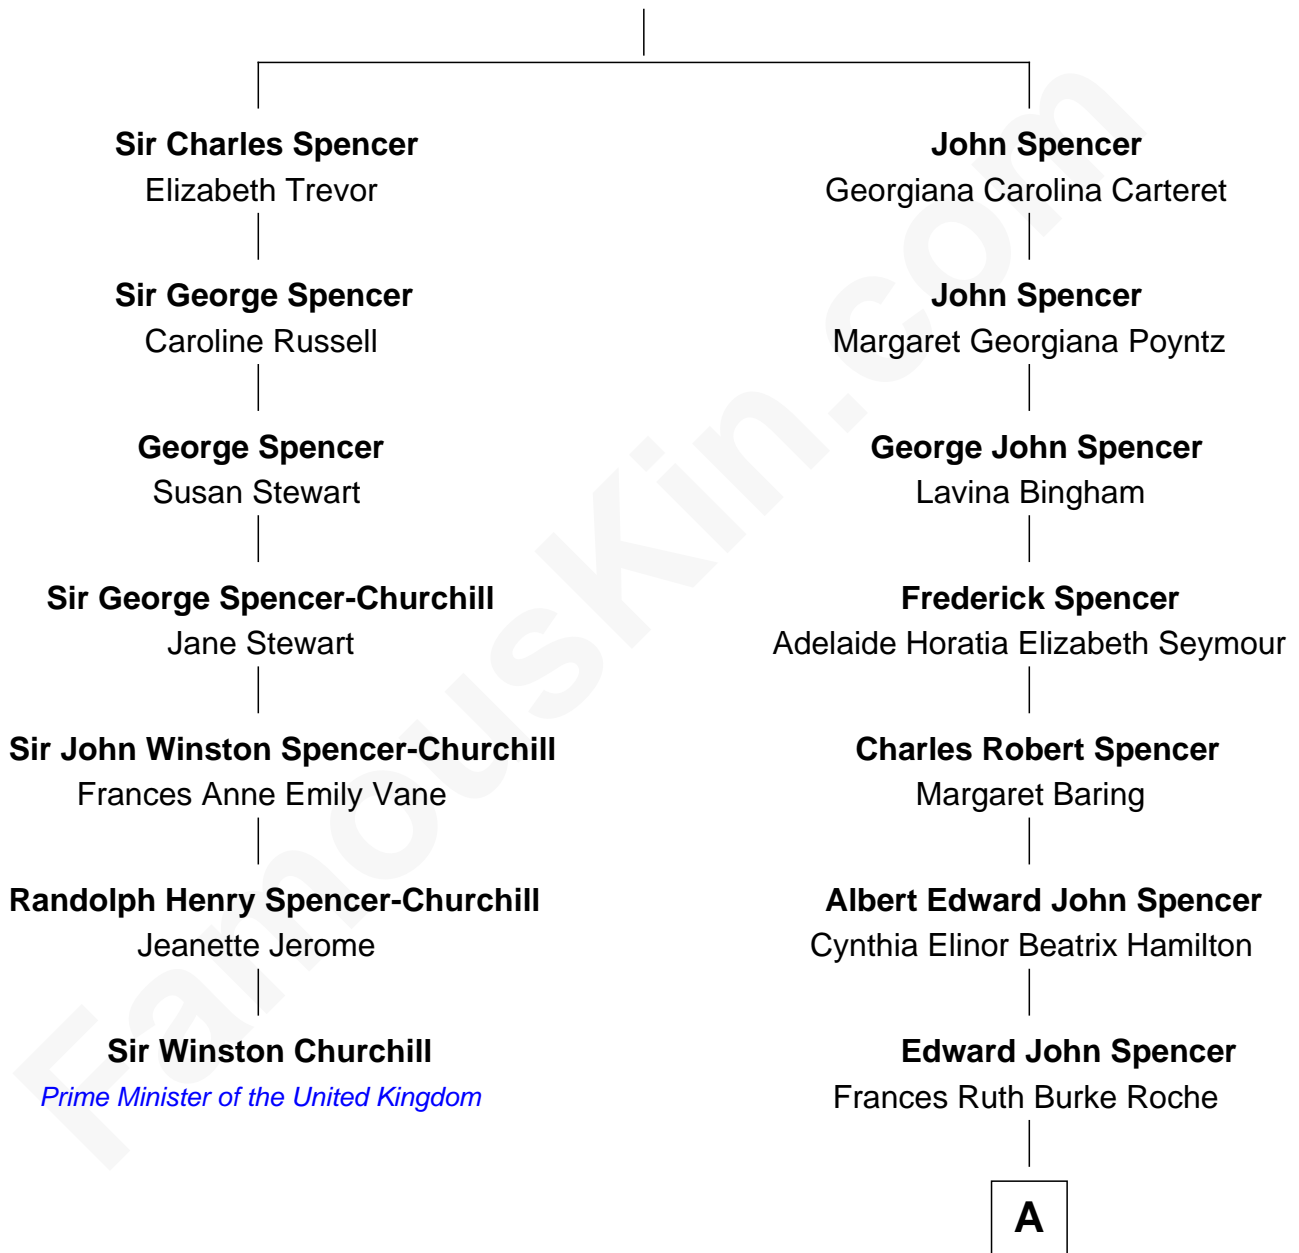 Sir Charles Spencer
Elizabeth Trevor
Sir George Spencer
Caroline Russell
George Spencer
Susan Stewart
Sir George Spencer-Churchill
Jane Stewart
Sir John Winston Spencer-Churchill
Frances Anne Emily Vane
Randolph Henry Spencer-Churchill
Jeanette Jerome
Sir Winston Churchill
Prime Minister of the United Kingdom
John Spencer
Georgiana Carolina Carteret
John Spencer
Margaret Georgiana Poyntz
George John Spencer
Lavina Bingham
Frederick Spencer
Adelaide Horatia Elizabeth Seymour
Charles Robert Spencer
Margaret Baring
Albert Edward John Spencer
Cynthia Elinor Beatrix Hamilton
Edward John Spencer
Frances Ruth Burke Roche
A
FamousKin.com